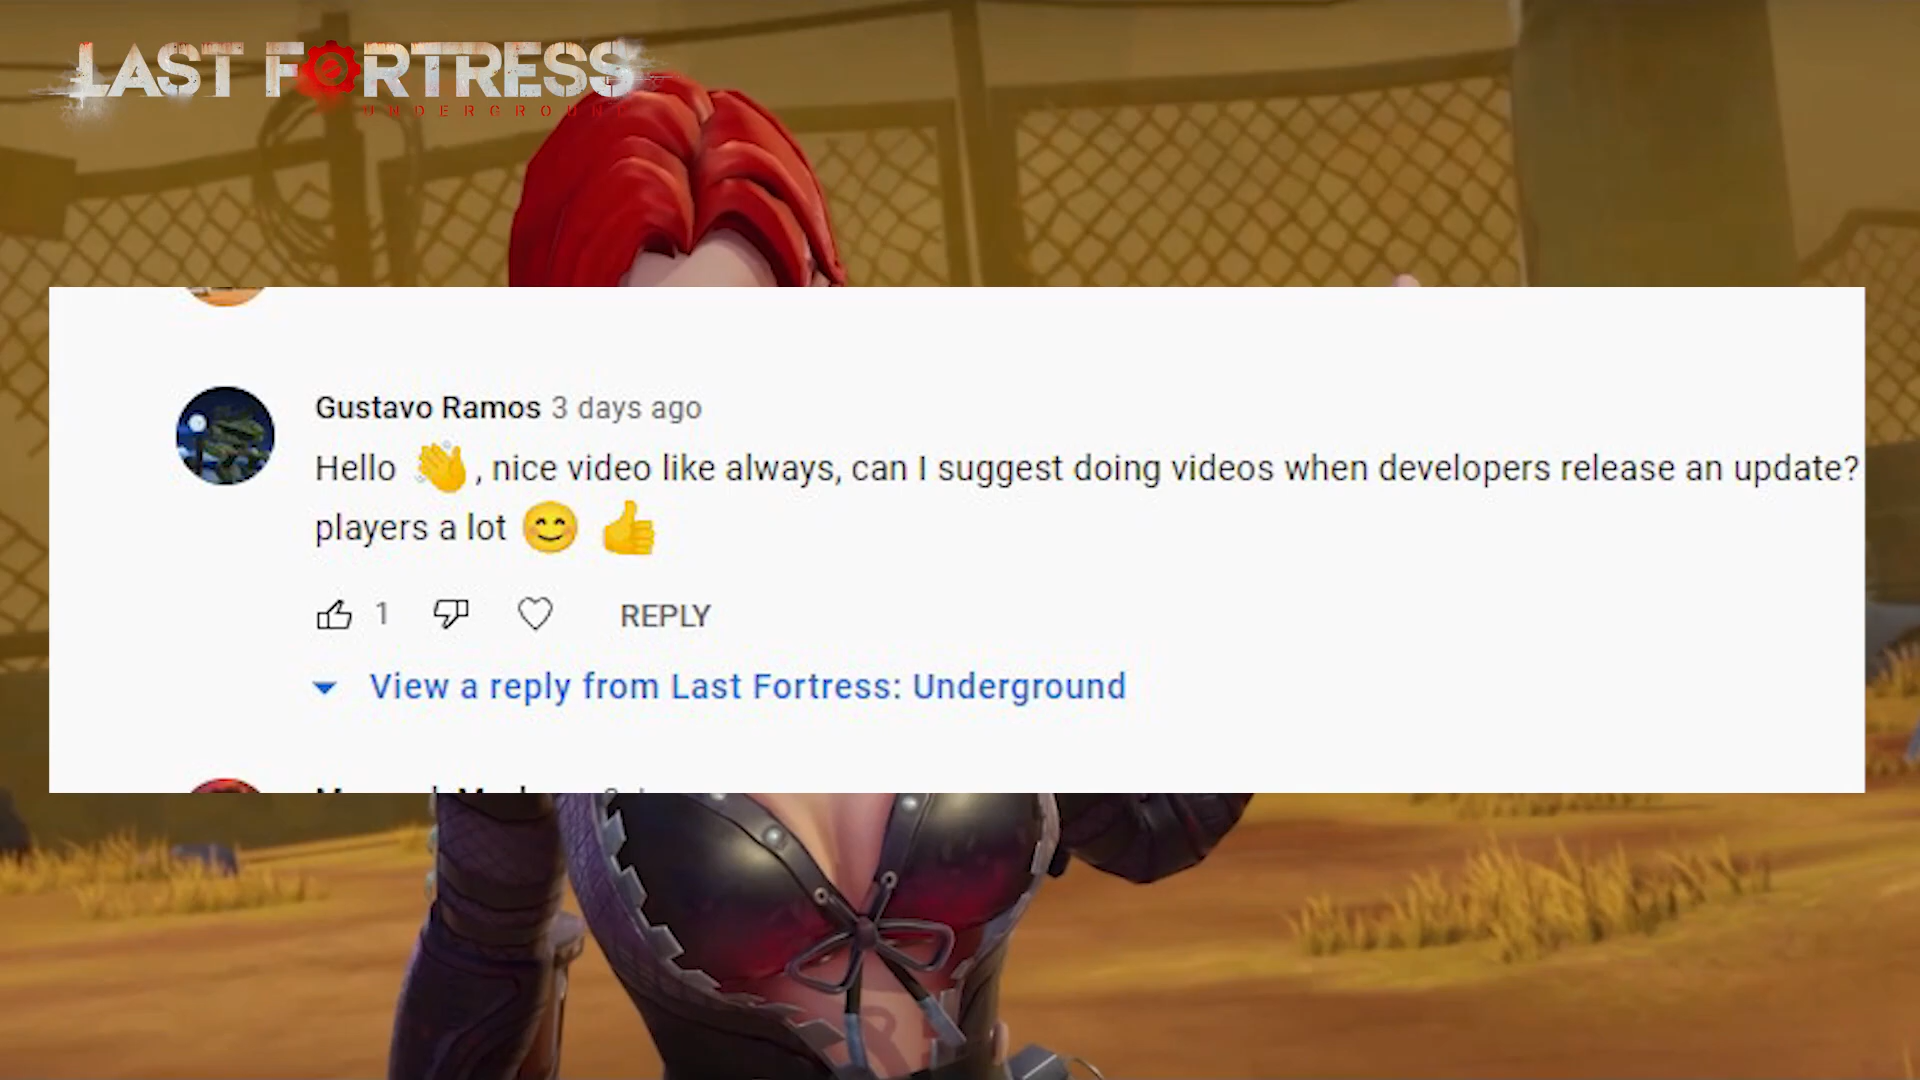 LAST FORTRESS
UNDERGROUND
Gustavo Ramos 3 days ago
Hello 👋, nice video like always, can I suggest doing videos when developers release an update?
players a lot 😊 👍
1 REPLY
View a reply from Last Fortress: Underground